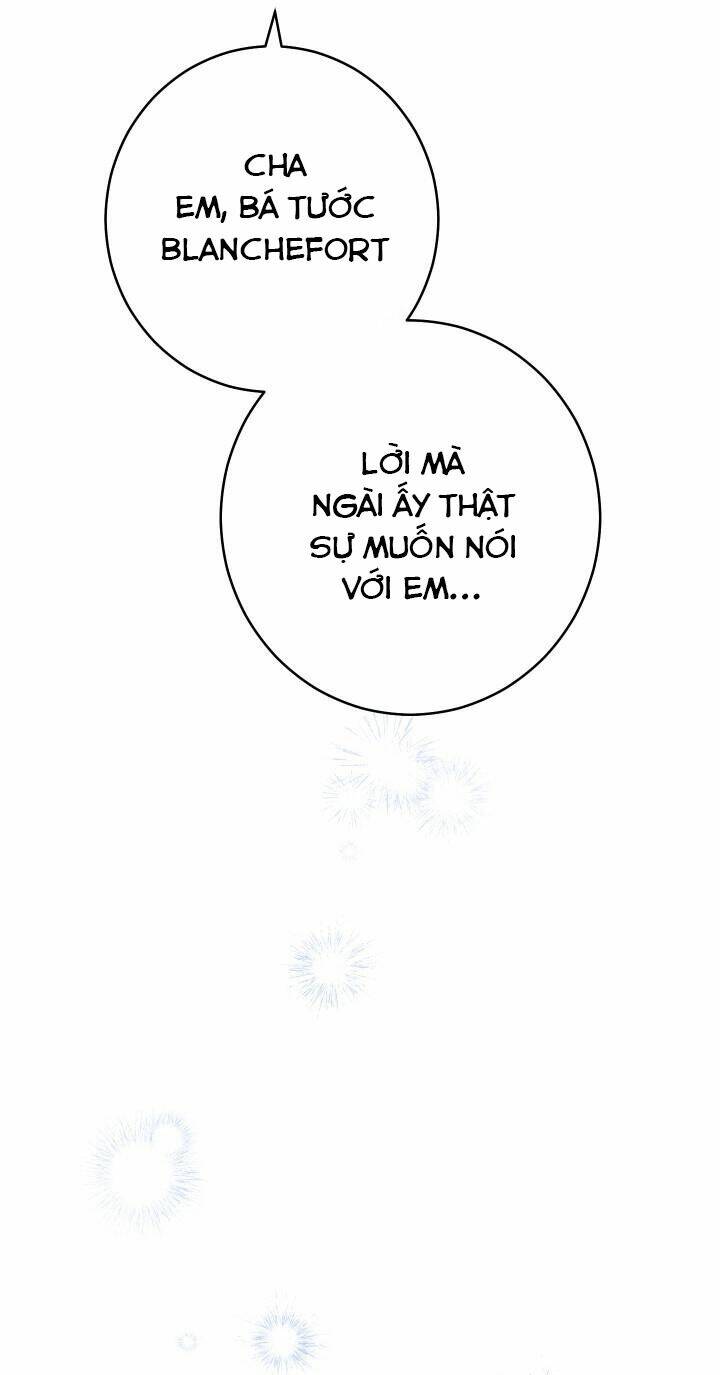 CHA
EM, BÁ TƯỚC
BLANCHEFORT
LỜI MÀ
NGÀI ẤY THẬT
SỰ MUỐN NÓI
VỚI EM...